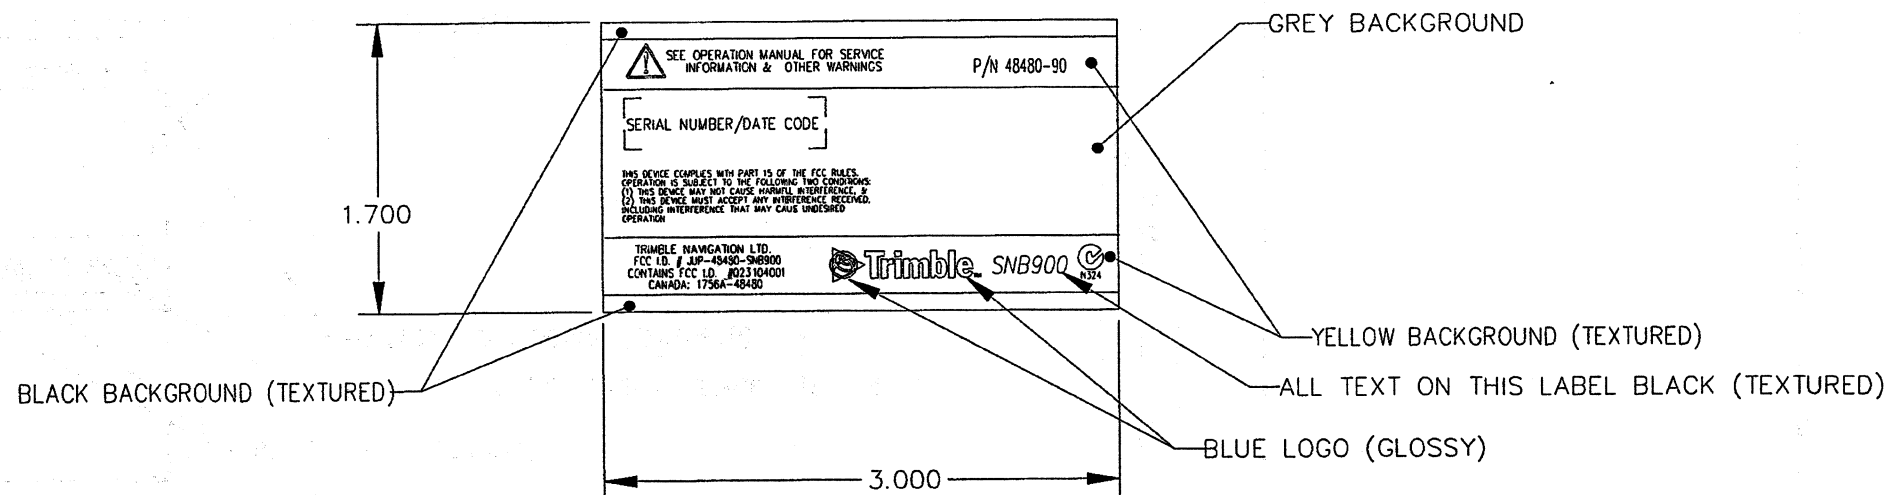 GREY BACKGROUND
SEE OPERATION MANUAL FOR SERVICE
INFORMATION & OTHER WARNINGS
P/N 48480-90
SERIAL NUMBER/DATE CODE
THIS DEVICE COMPLIES WITH PART 15 OF THE FCC RULES.
OPERATION IS SUBJECT TO THE FOLLOWING TWO CONDITIONS:
(1) THIS DEVICE MAY NOT CAUSE HARMFUL INTERFERENCE, &
(2) THIS DEVICE MUST ACCEPT ANY INTERFERENCE RECEIVED,
INCLUDING INTERFERENCE THAT MAY CAUS UNDESIRED
OPERATION
1.700
TRIMBLE NAVIGATION LTD.
FCC I.D. # JUP-48480-SNB900
CONTAINS FCC I.D. #O23104001
CANADA: 1756A-48480
Trimble
SNB900
N324
YELLOW BACKGROUND (TEXTURED)
BLACK BACKGROUND (TEXTURED)
ALL TEXT ON THIS LABEL BLACK (TEXTURED)
BLUE LOGO (GLOSSY)
3.000